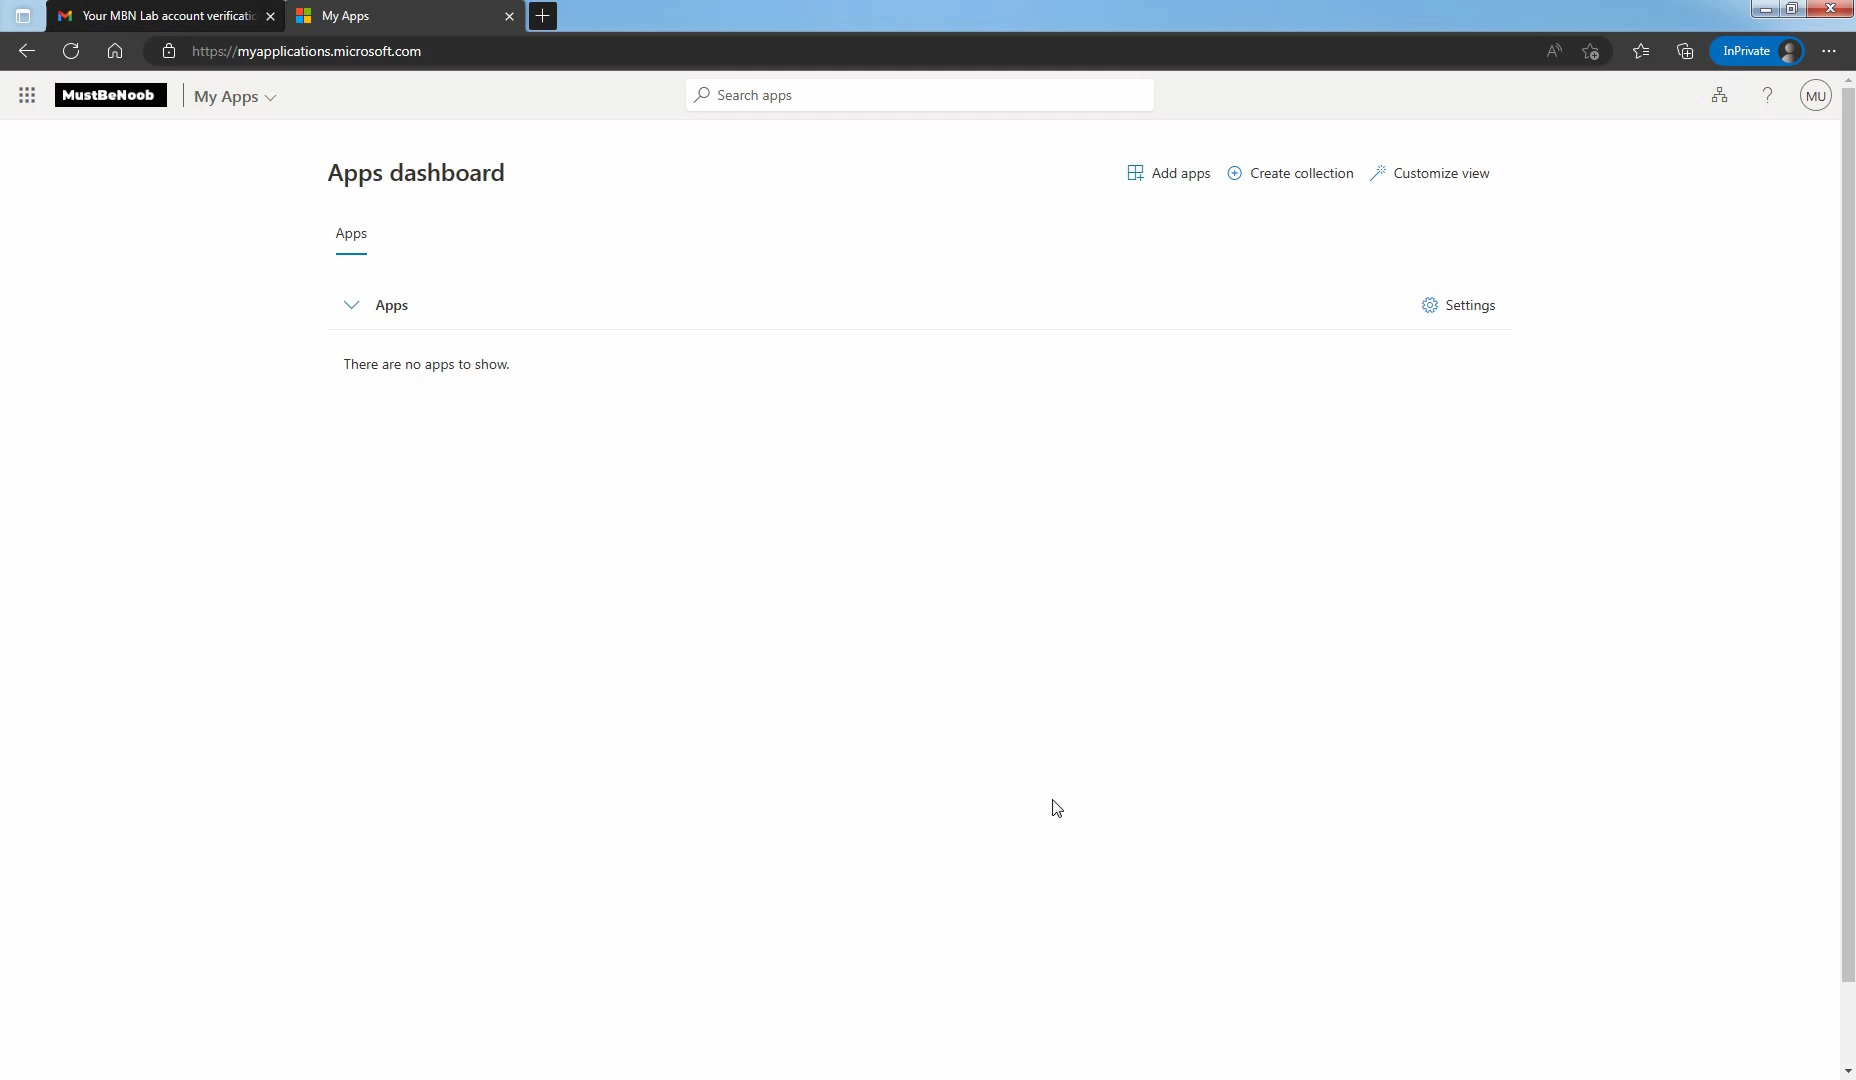 Your MBN Lab account verificatic
My Apps
https://myapplications.microsoft.com
InPrivate
MustBeNoob
My Apps
Search apps
?
MU
Apps dashboard
Add apps
Create collection
Customize view
Apps
Apps
Settings
There are no apps to show.